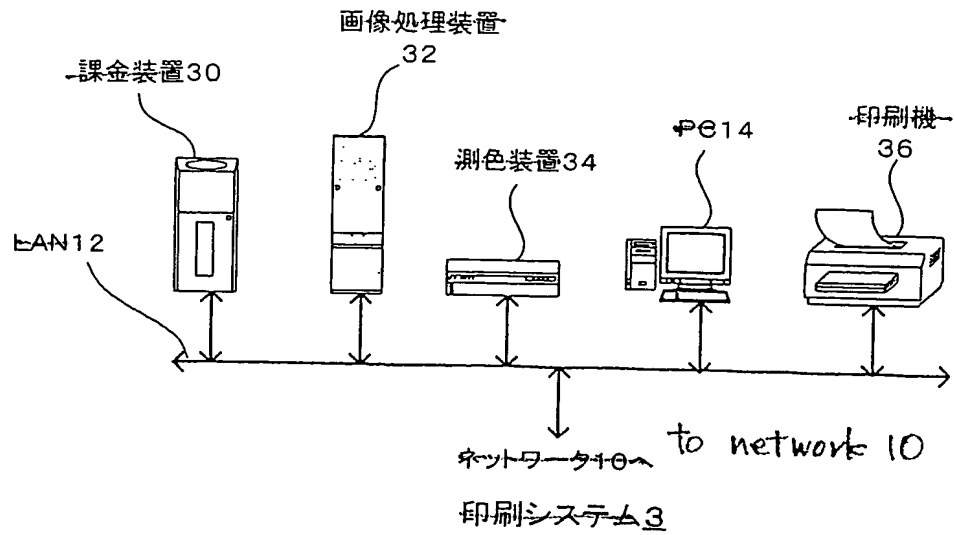 画像処理装置
32
課金装置30
PC14
印刷機
36
測色装置34
LAN12
ネットワーク10へ to network 10
印刷システム3